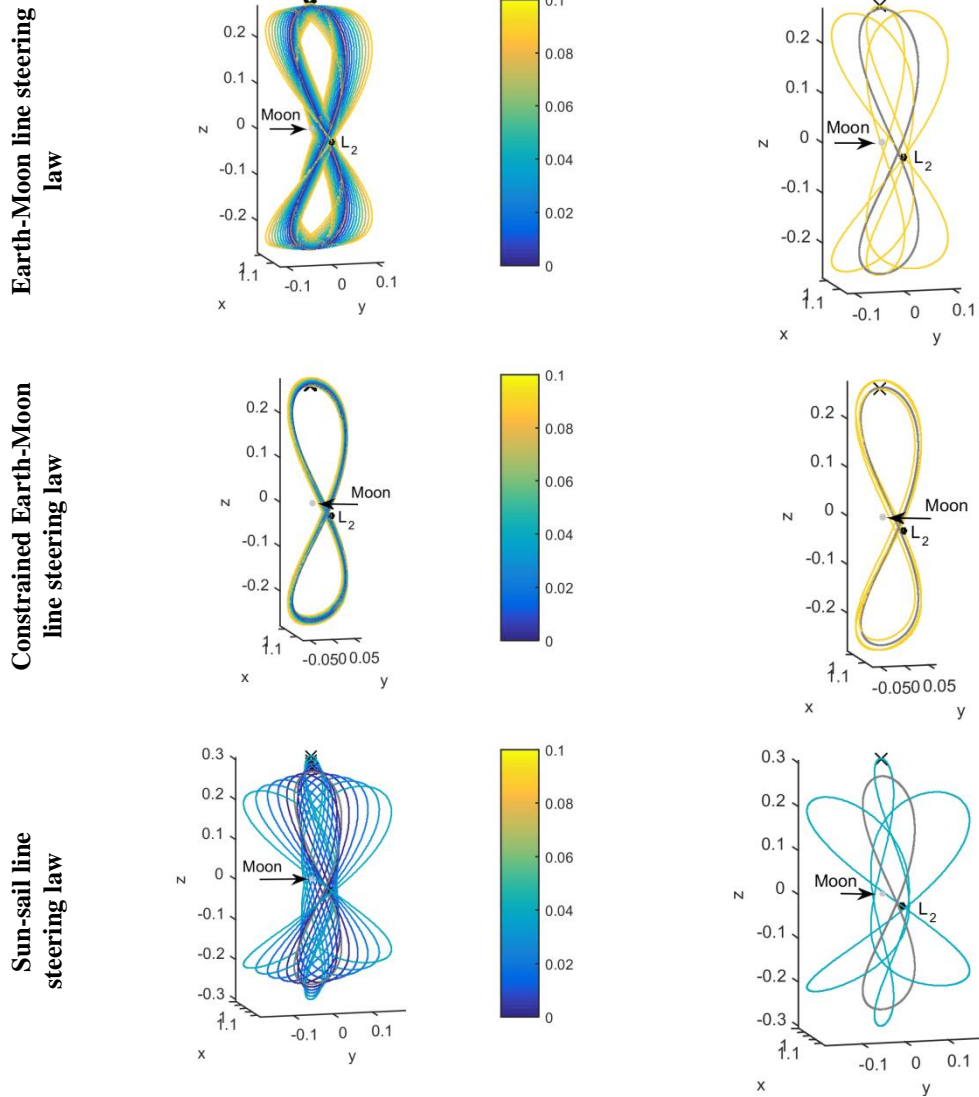 Earth-Moon line steering
law
0.2
0.1
0
-0.1
-0.2
z
Moon
L2
1
1.1
-0.1
0
0.1
x
y
0.1
0.08
0.06
0.04
0.02
0
0.2
0.1
0
-0.1
-0.2
z
Moon
L2
1
1.1
-0.1
0
0.1
x
y
Constrained Earth-Moon
line steering law
0.2
0.1
0
-0.1
-0.2
z
Moon
L2
1
1.1
-0.05
0
0.05
x
y
0.1
0.08
0.06
0.04
0.02
0
0.2
0.1
0
-0.1
-0.2
z
Moon
L2
1
1.1
-0.05
0
0.05
x
y
Sun-sail line
steering law
0.3
0.2
0.1
0
-0.1
-0.2
-0.3
z
Moon
1
1.1
-0.1
0
0.1
x
y
0.1
0.08
0.06
0.04
0.02
0
0.3
0.2
0.1
0
-0.1
-0.2
-0.3
z
Moon
L2
1
1.1
-0.1
0
0.1
x
y